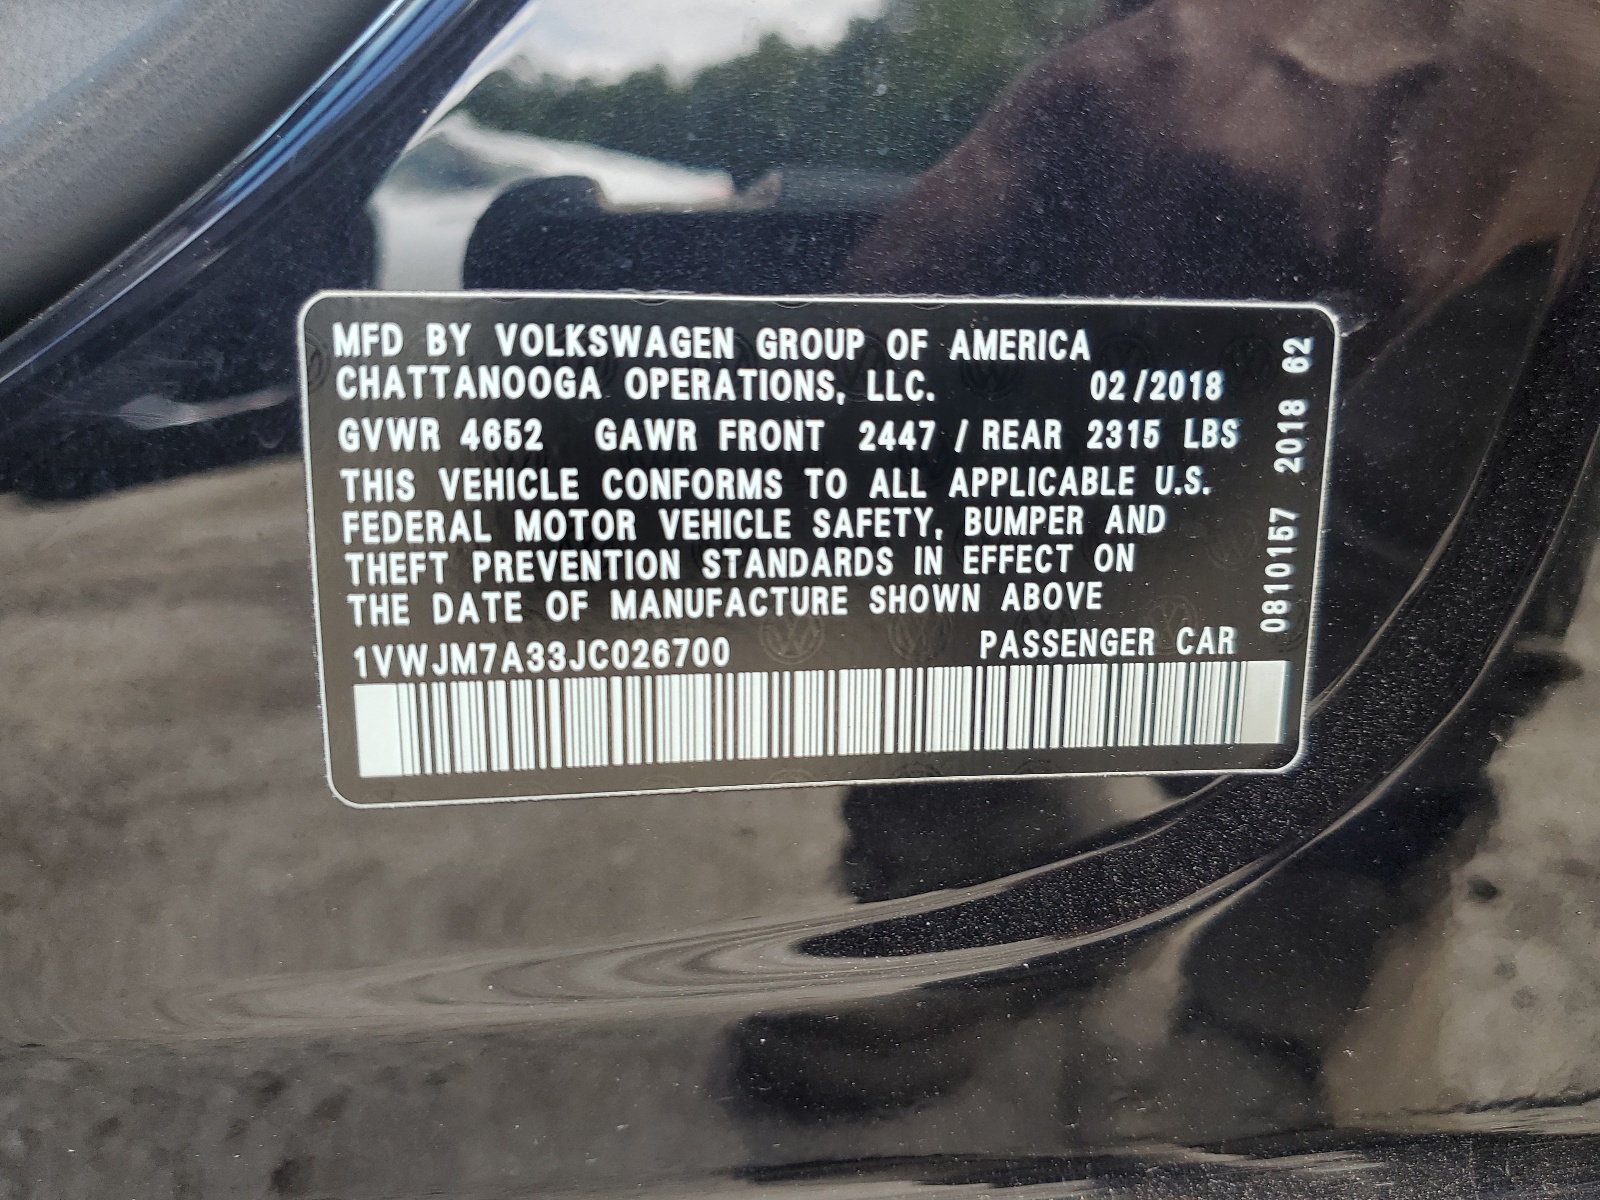 MFD BY VOLKSWAGEN GROUP OF AMERICA
CHATTANOOGA OPERATIONS, LLC. 02/2018
GVWR 4652 GAWR FRONT 2447 / REAR 2315 LBS
THIS VEHICLE CONFORMS TO ALL APPLICABLE U.S.
FEDERAL MOTOR VEHICLE SAFETY, BUMPER AND
THEFT PREVENTION STANDARDS IN EFFECT ON
THE DATE OF MANUFACTURE SHOWN ABOVE
1VWJM7A33JC026700 PASSENGER CAR
0810157 2018 62